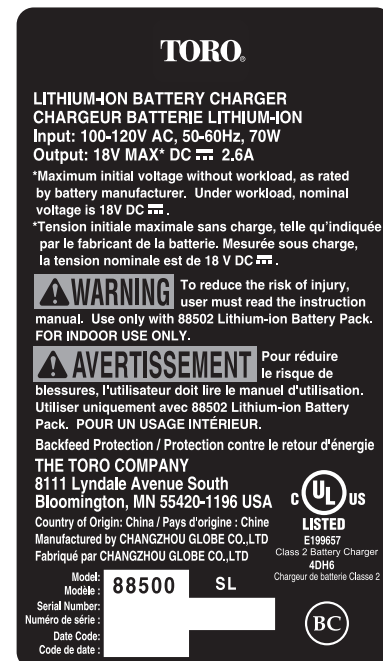 TORO®
LITHIUM-ION BATTERY CHARGER
CHARGEUR BATTERIE LITHIUM-ION
Input: 100-120V AC, 50-60Hz, 70W
Output: 18V MAX* DC ⎓ 2.6A
*Maximum initial voltage without workload, as rated
by battery manufacturer. Under workload, nominal
voltage is 18V DC ⎓ .
*Tension initiale maximale sans charge, telle qu'indiquée
par le fabricant de la batterie. Mesurée sous charge,
la tension nominale est de 18 V DC ⎓ .
WARNING To reduce the risk of injury,
user must read the instruction
manual. Use only with 88502 Lithium-ion Battery Pack.
FOR INDOOR USE ONLY.
AVERTISSEMENT Pour réduire
le risque de
blessures, l'utilisateur doit lire le manuel d'utilisation.
Utiliser uniquement avec 88502 Lithium-ion Battery
Pack. POUR UN USAGE INTÉRIEUR.
Backfeed Protection / Protection contre le retour d'énergie
THE TORO COMPANY
8111 Lyndale Avenue South
Bloomington, MN 55420-1196 USA
Country of Origin: China / Pays d'origine : Chine
Manufactured by CHANGZHOU GLOBE CO.,LTD
Fabriqué par CHANGZHOU GLOBE CO.,LTD
C UL US
LISTED
E199657
Class 2 Battery Charger
4DH6
Chargeur de batterie Classe 2
Model:
Modèle :
88500 SL
Serial Number:
Numéro de série :
Date Code:
Code de date :
BC